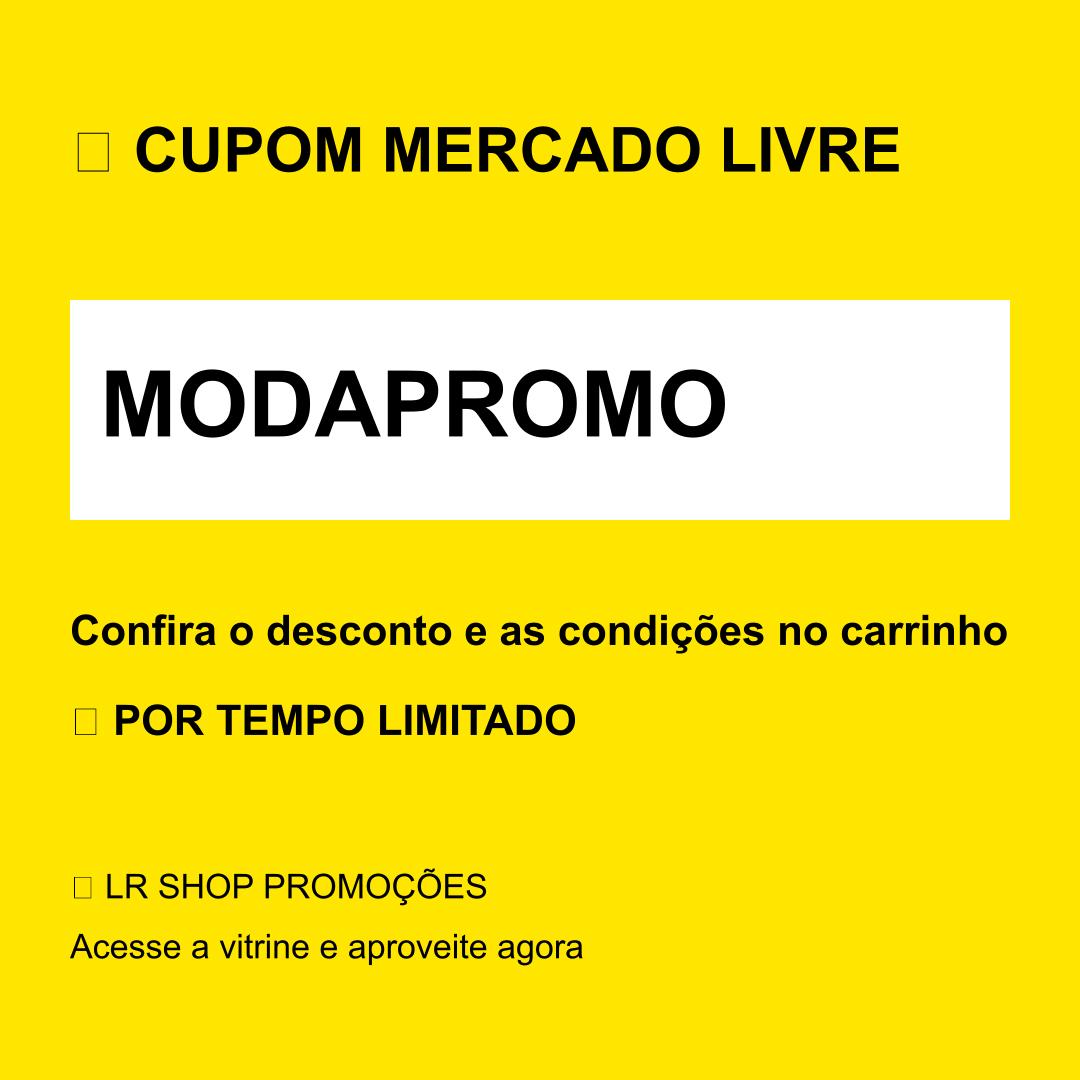 □ CUPOM MERCADO LIVRE
MODAPROMO
Confira o desconto e as condições no carrinho
□ POR TEMPO LIMITADO
□ LR SHOP PROMOÇÕES
Acesse a vitrine e aproveite agora